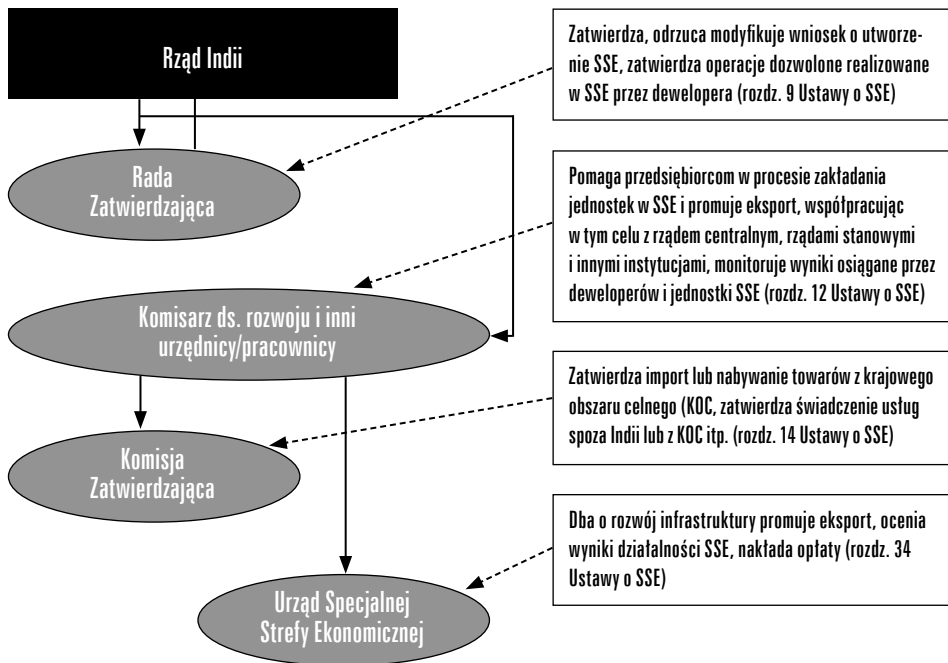 Rząd Indii
Zatwierdza, odrzuca modyfikuje wniosek o utworze-
nie SSE, zatwierdza operacje dozwolone realizowane
w SSE przez dewelopera (rozdz. 9 Ustawy o SSE)
Rada
Zatwierdzająca
Pomaga przedsiębiorcom w procesie zakładania
jednostek w SSE i promuje eksport, współpracując
w tym celu z rządem centralnym, rządami stanowymi
i innymi instytucjami, monitoruje wyniki osiągane przez
deweloperów i jednostki SSE (rozdz. 12 Ustawy o SSE)
Komisarz ds. rozwoju i inni
urzędnicy/pracownicy
Zatwierdza import lub nabywanie towarów z krajowego
obszaru celnego (KOC, zatwierdza świadczenie usług
spoza Indii lub z KOC itp. (rozdz. 14 Ustawy o SSE)
Komisja
Zatwierdzająca
Dba o rozwój infrastruktury promuje eksport, ocenia
wyniki działalności SSE, nakłada opłaty (rozdz. 34
Ustawy o SSE)
Urząd Specjalnej
Strefy Ekonomicznej